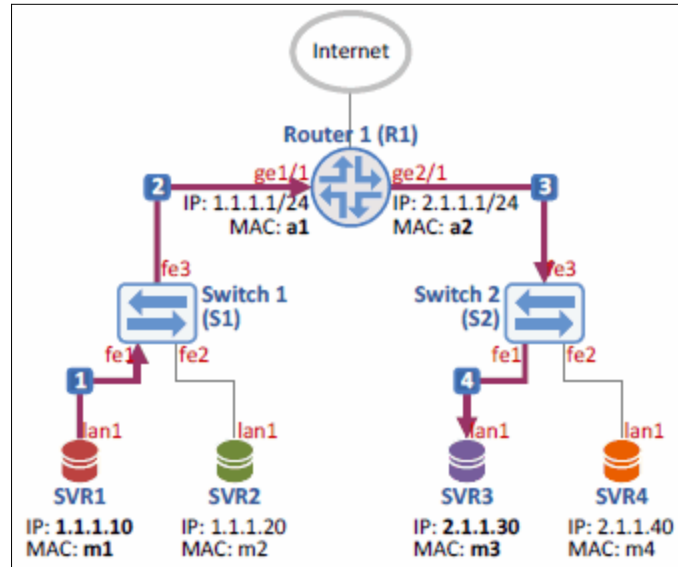 Internet
Router 1 (R1)
2
ge1/1
ge2/1
3
IP: 1.1.1.1/24
MAC: a1
IP: 2.1.1.1/24
MAC: a2
fe3
fe3
Switch 1
(S1)
Switch 2
(S2)
fe1
fe2
fe1
fe2
1
4
lan1
lan1
lan1
lan1
SVR1
SVR2
SVR3
SVR4
IP: 1.1.1.10
MAC: m1
IP: 1.1.1.20
MAC: m2
IP: 2.1.1.30
MAC: m3
IP: 2.1.1.40
MAC: m4